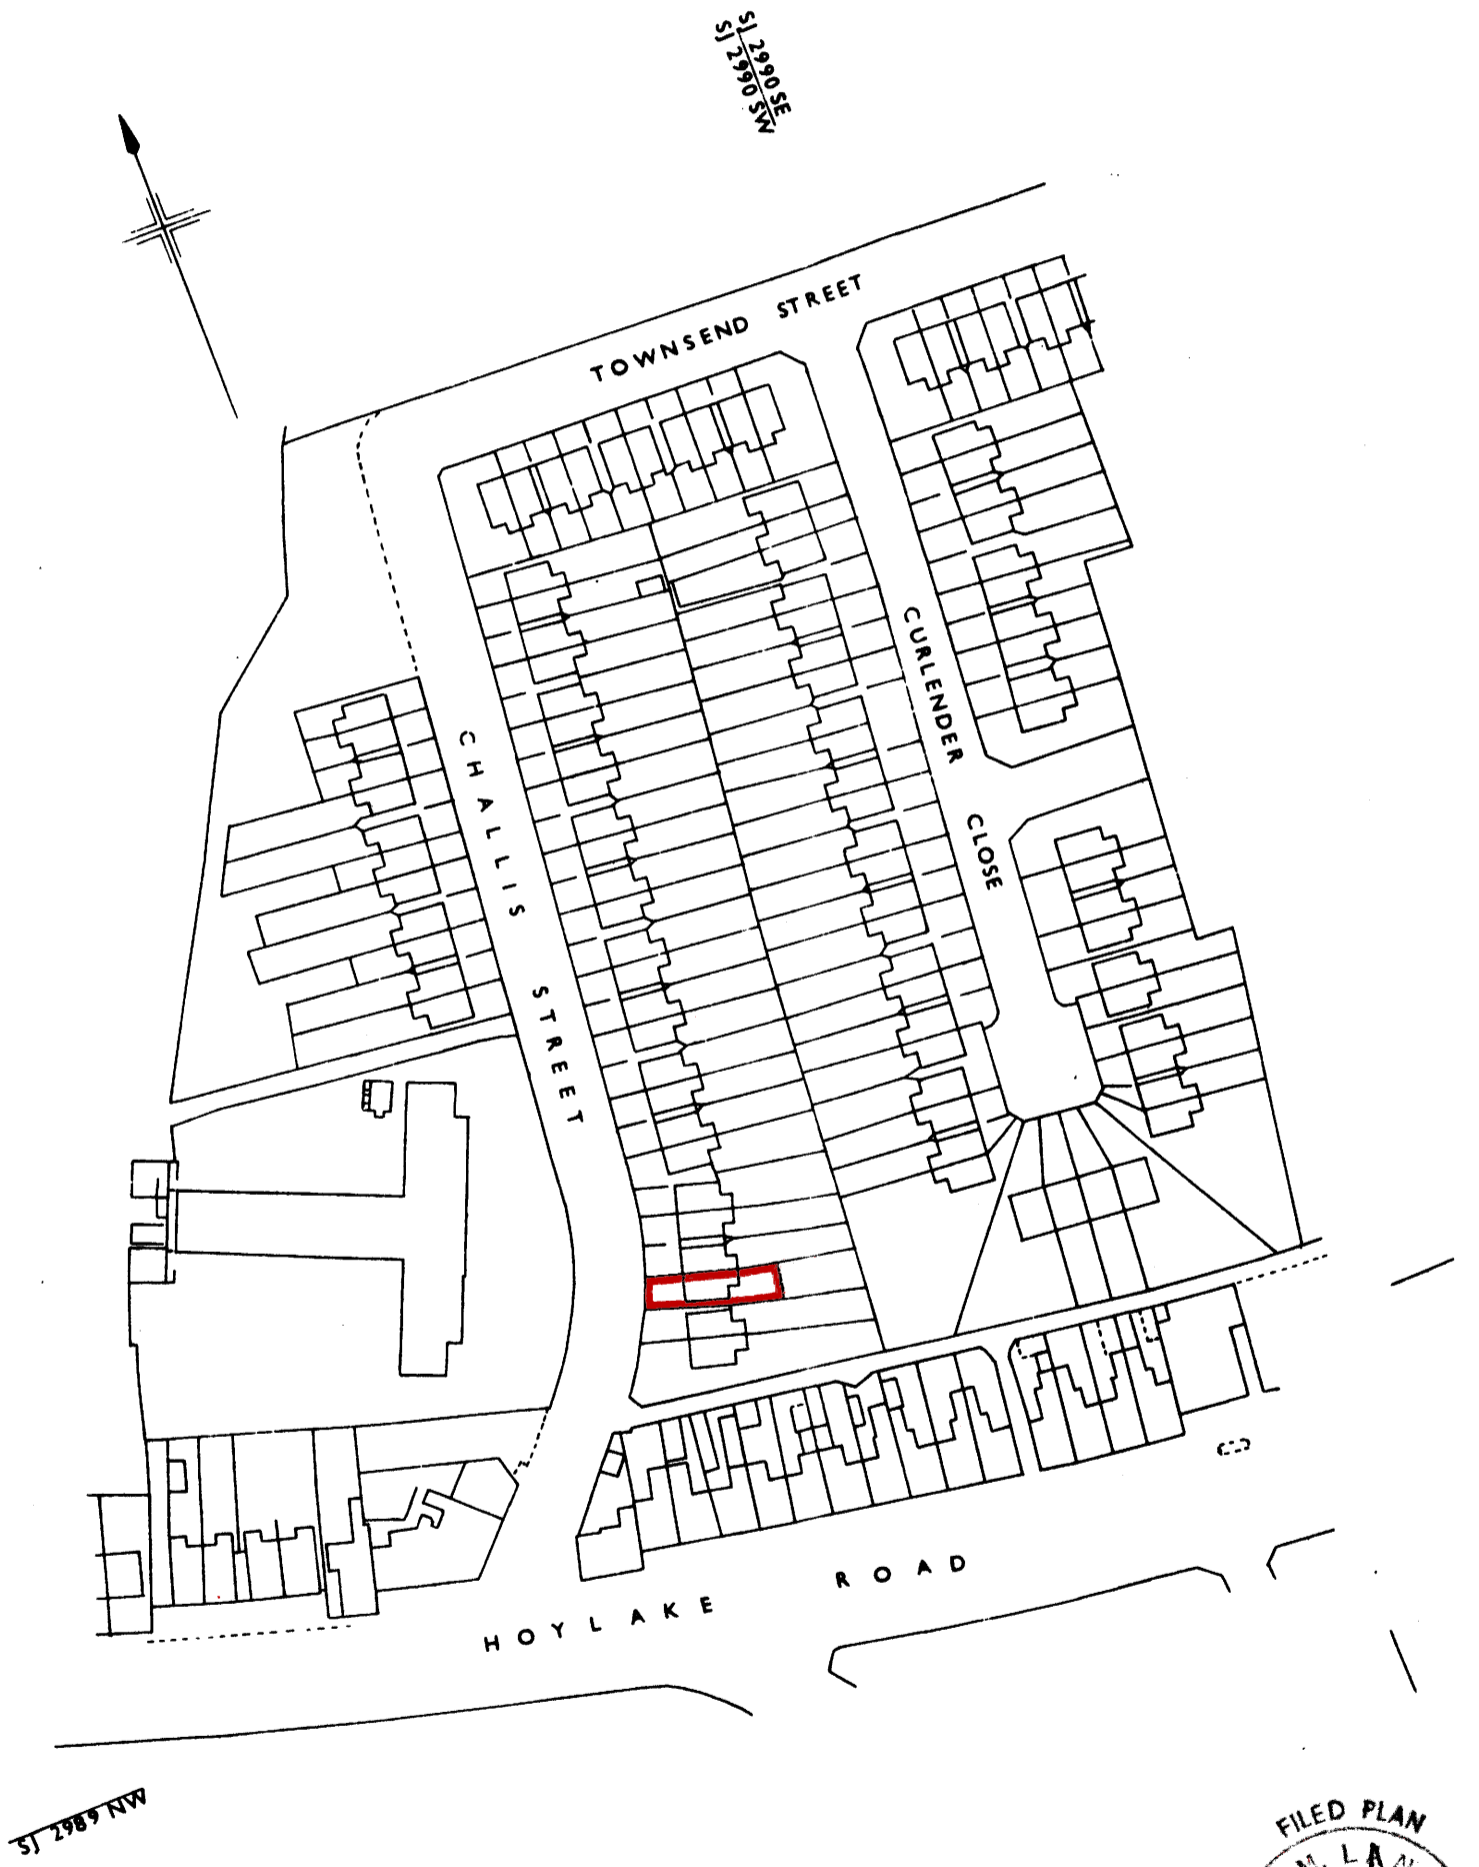 SJ 2990 SE
SJ 2990 SW
TOWNSEND STREET
CURLENDER CLOSE
CHALLIS STREET
HOYLAKE ROAD
SJ 2989 NW
FILED PLAN